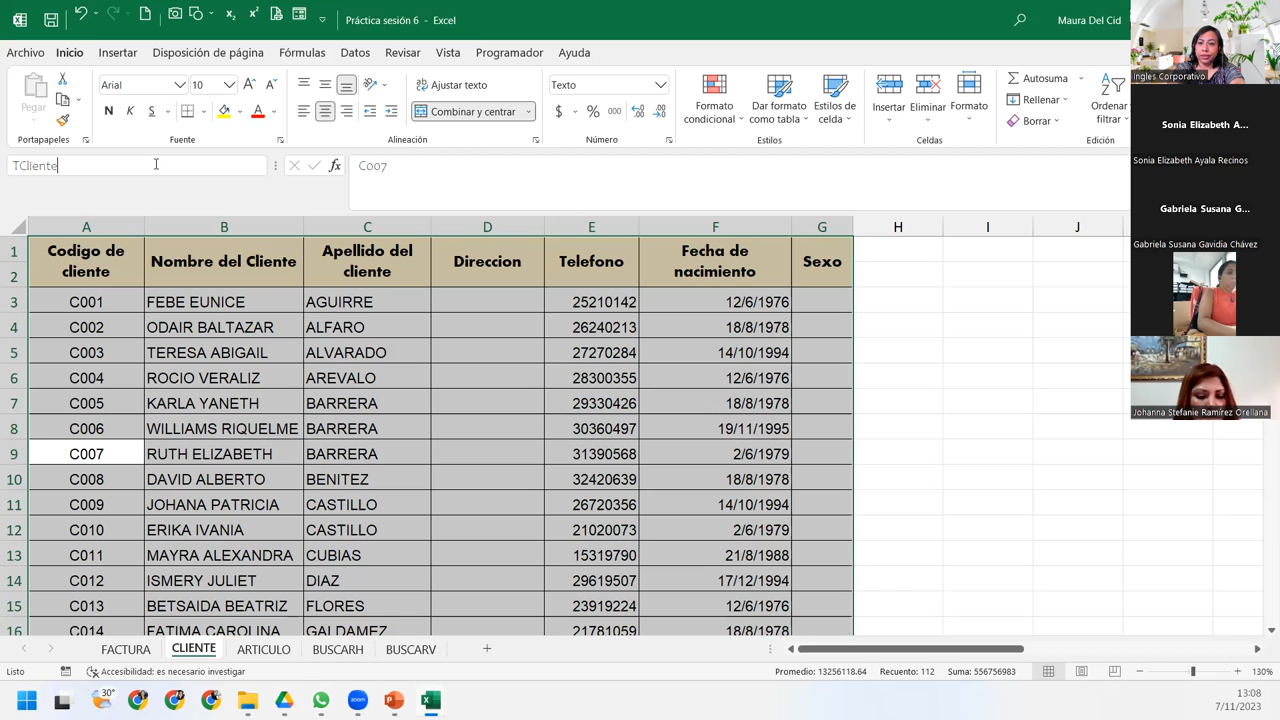 Práctica sesión 6 - Excel
Maura Del Cid
Archivo Inicio Insertar Disposición de página Fórmulas Datos Revisar Vista Programador Ayuda
Pegar
Arial 10
N K S
Ajustar texto
Combinar y centrar
Texto
$ % 000
Formato condicional
Dar formato como tabla
Estilos de celda
Insertar Eliminar Formato
Autosuma
Rellenar
Borrar
Ordenar y filtrar
Portapapeles Fuente Alineación Número Estilos Celdas
TCliente fx C007
A B C D E F G H I J
1 2 Codigo de cliente Nombre del Cliente Apellido del cliente Direccion Telefono Fecha de nacimiento Sexo
3 C001 FEBE EUNICE AGUIRRE 25210142 12/6/1976
4 C002 ODAIR BALTAZAR ALFARO 26240213 18/8/1978
5 C003 TERESA ABIGAIL ALVARADO 27270284 14/10/1994
6 C004 ROCIO VERALIZ AREVALO 28300355 12/6/1976
7 C005 KARLA YANETH BARRERA 29330426 18/8/1978
8 C006 WILLIAMS RIQUELME BARRERA 30360497 19/11/1995
9 C007 RUTH ELIZABETH BARRERA 31390568 2/6/1979
10 C008 DAVID ALBERTO BENITEZ 32420639 18/8/1978
11 C009 JOHANA PATRICIA CASTILLO 26720356 14/10/1994
12 C010 ERIKA IVANIA CASTILLO 21020073 2/6/1979
13 C011 MAYRA ALEXANDRA CUBIAS 15319790 21/8/1988
14 C012 ISMERY JULIET DIAZ 29619507 17/12/1994
15 C013 BETSAIDA BEATRIZ FLORES 23919224 12/6/1976
16 C014 FATIMA CAROLINA GALDAMEZ 21781059 18/8/1978
FACTURA CLIENTE ARTICULO BUSCARH BUSCARV
Listo Accesibilidad: es necesario investigar Promedio: 13256118.64 Recuento: 112 Suma: 556756983 130%
30° 13:08
7/11/2023
Ingles Corporativo
Sonia Elizabeth A...
Sonia Elizabeth Ayala Recinos
Gabriela Susana G...
Gabriela Susana Gavidia Chávez
Johanna Stefanie Ramírez Orellana